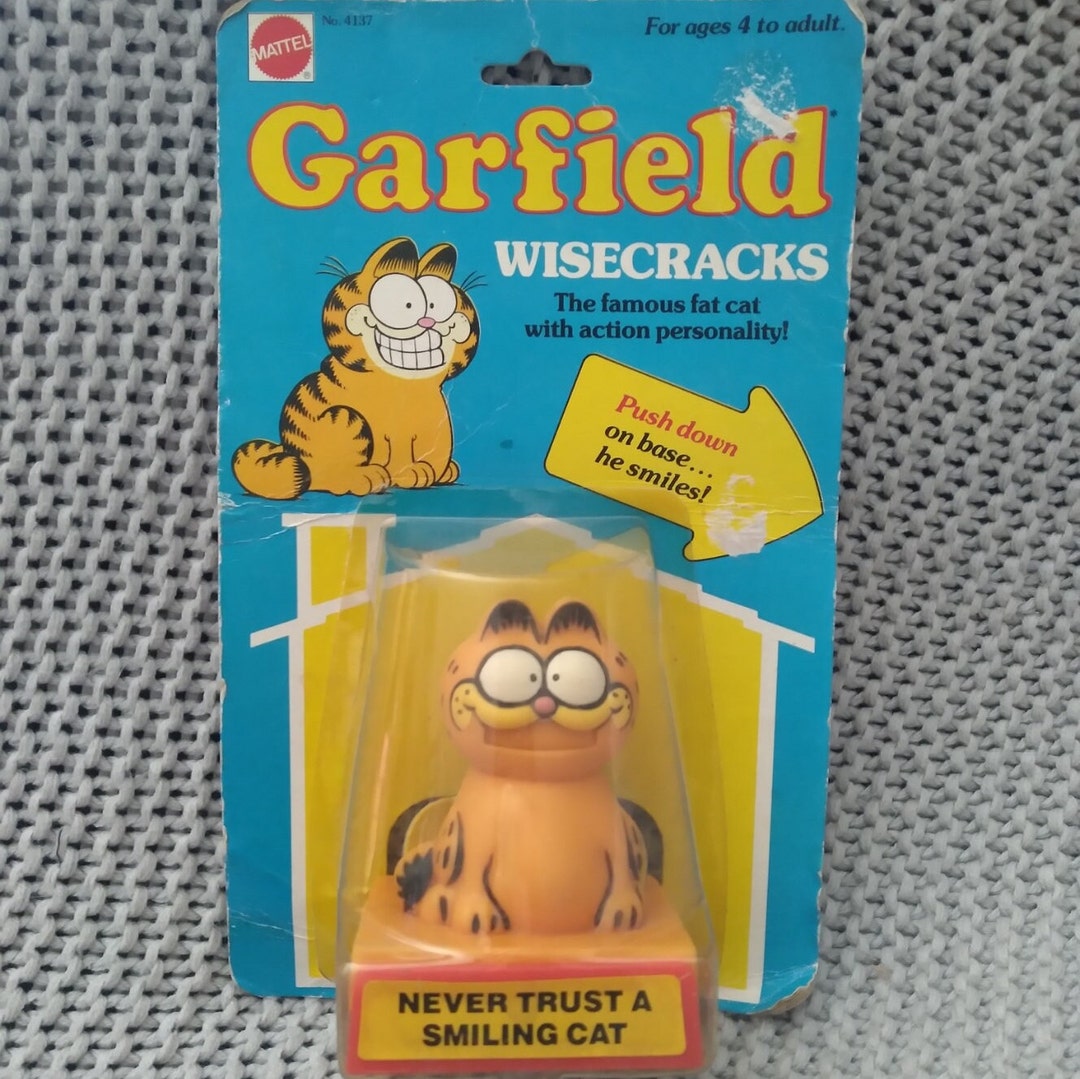 MATTEL
®
No. 4137
For ages 4 to adult.
Garfield®
WISECRACKS
The famous fat cat
with action personality!
Push down
on base...
he smiles!
NEVER TRUST A
SMILING CAT